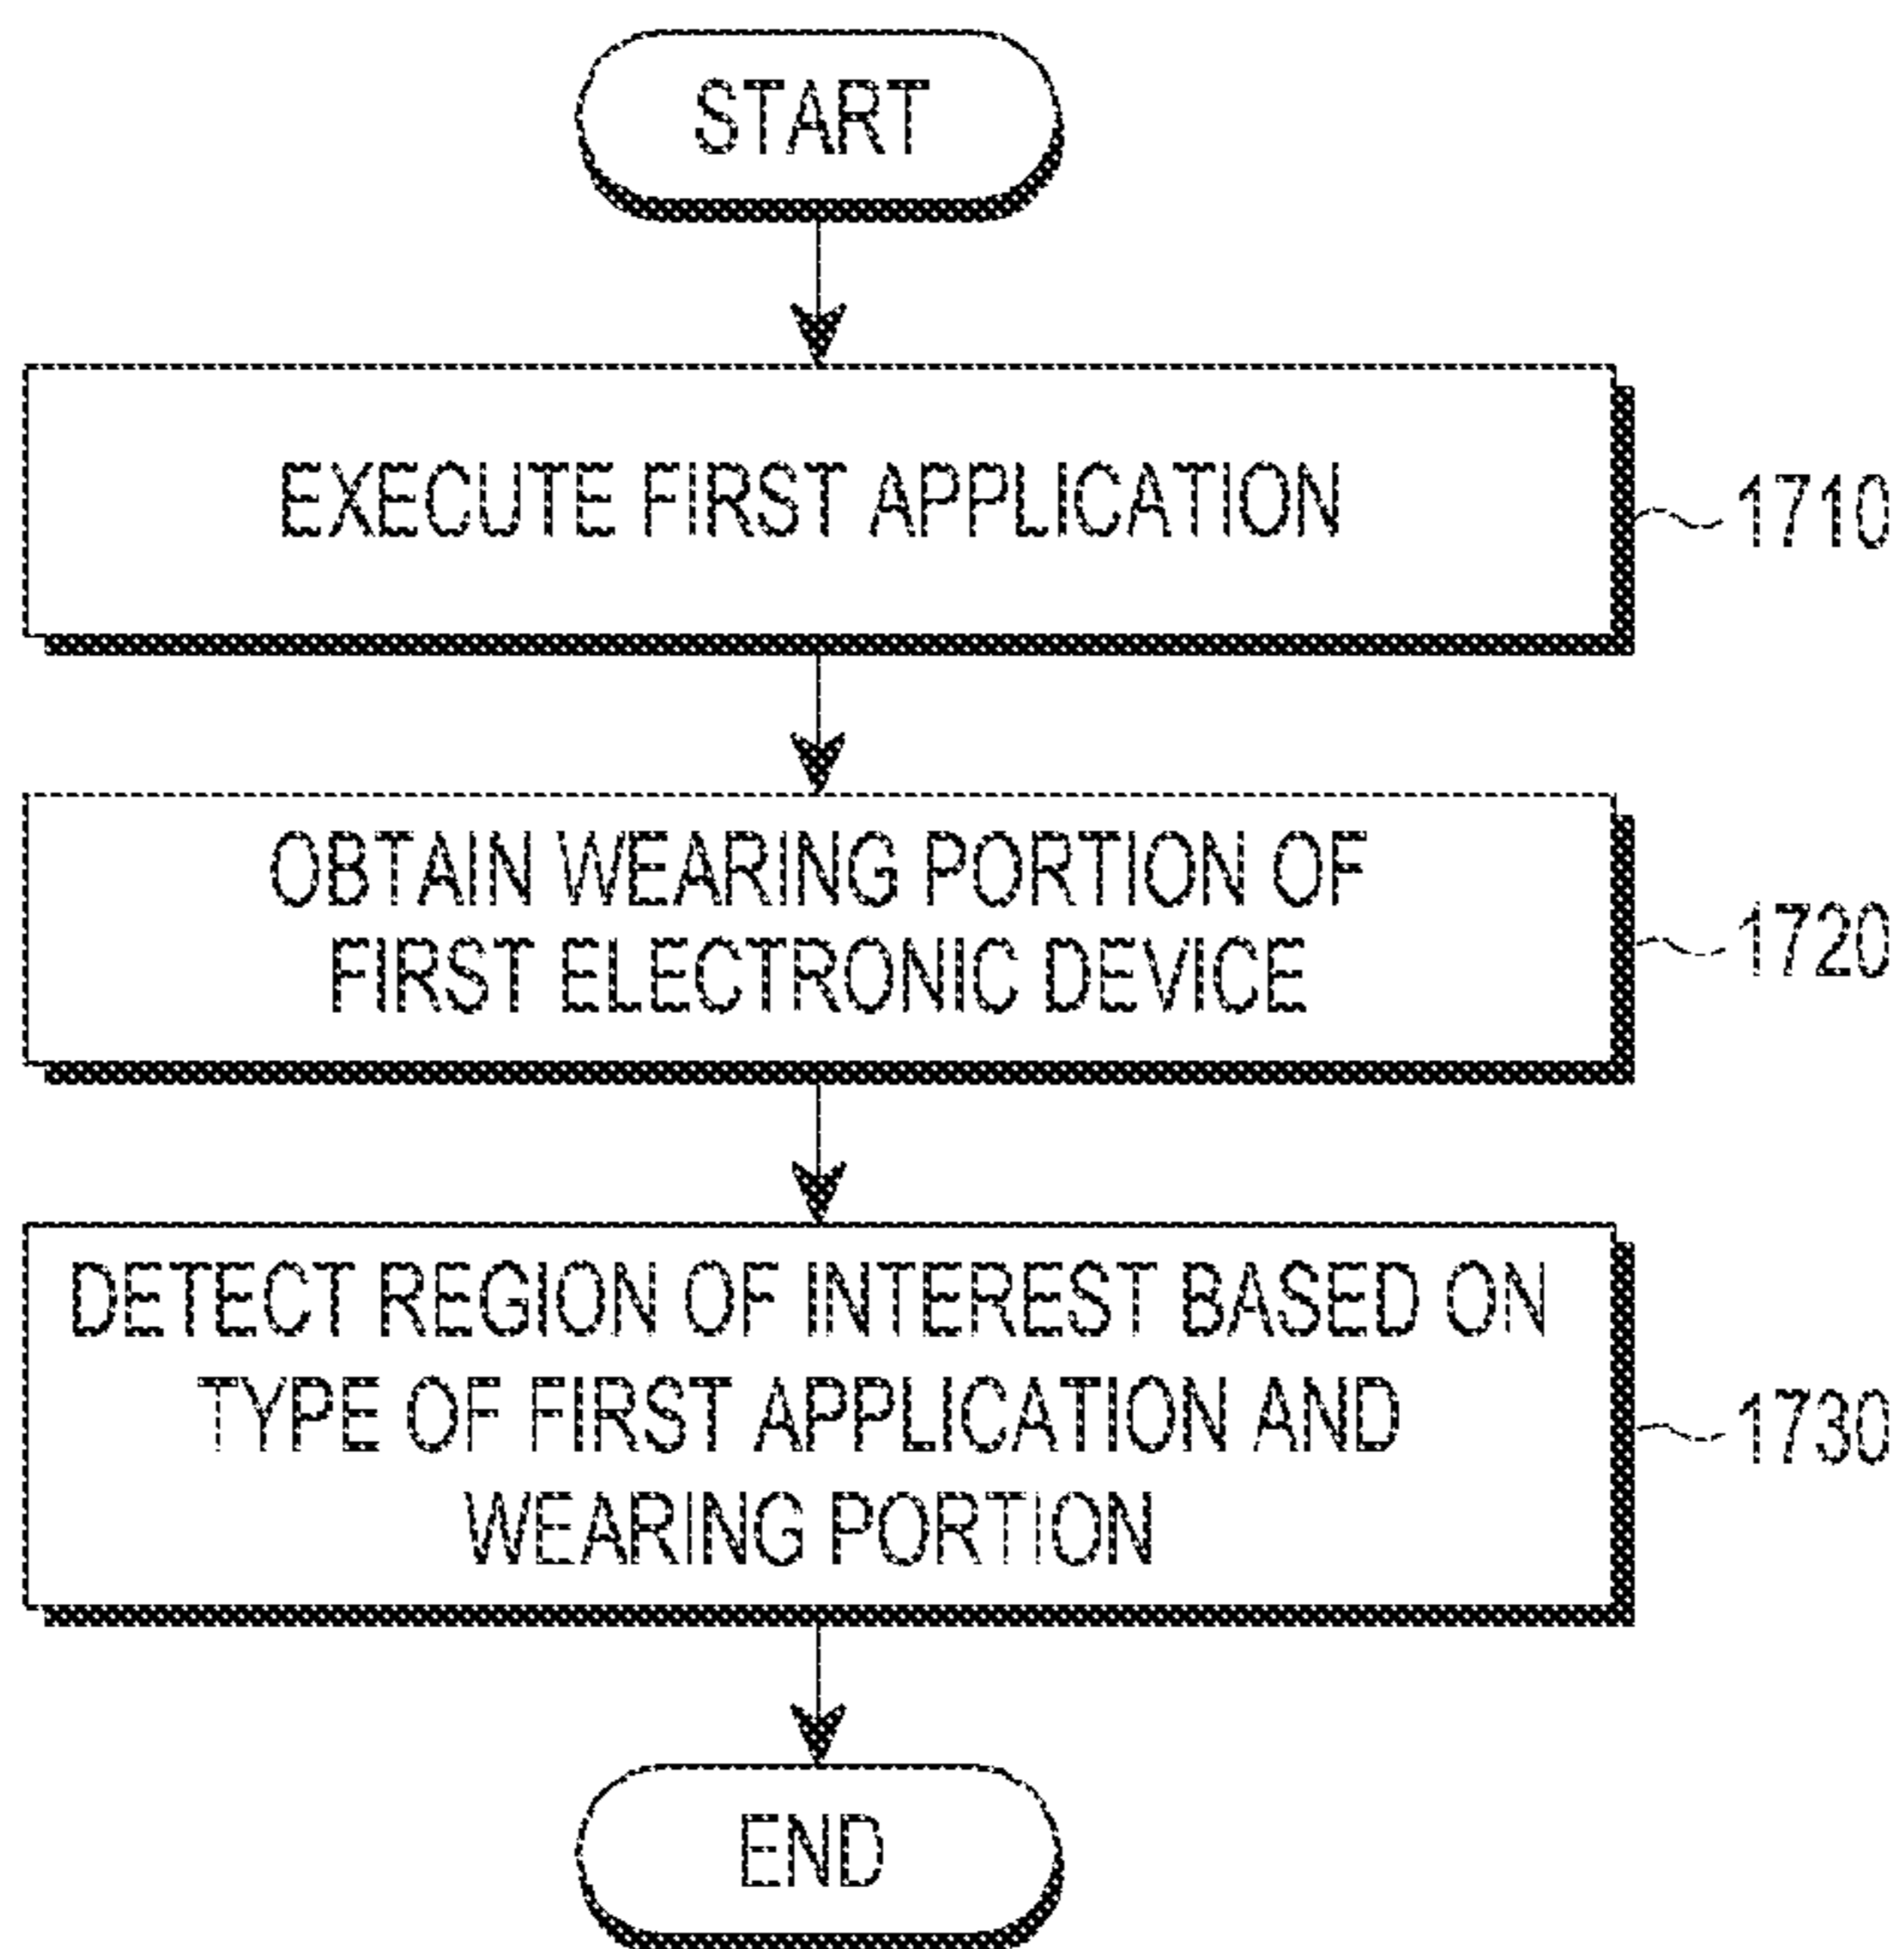 START
EXECUTE FIRST APPLICATION
1710
OBTAIN WEARING PORTION OF
FIRST ELECTRONIC DEVICE
1720
DETECT REGION OF INTEREST BASED ON
TYPE OF FIRST APPLICATION AND
WEARING PORTION
1730
END